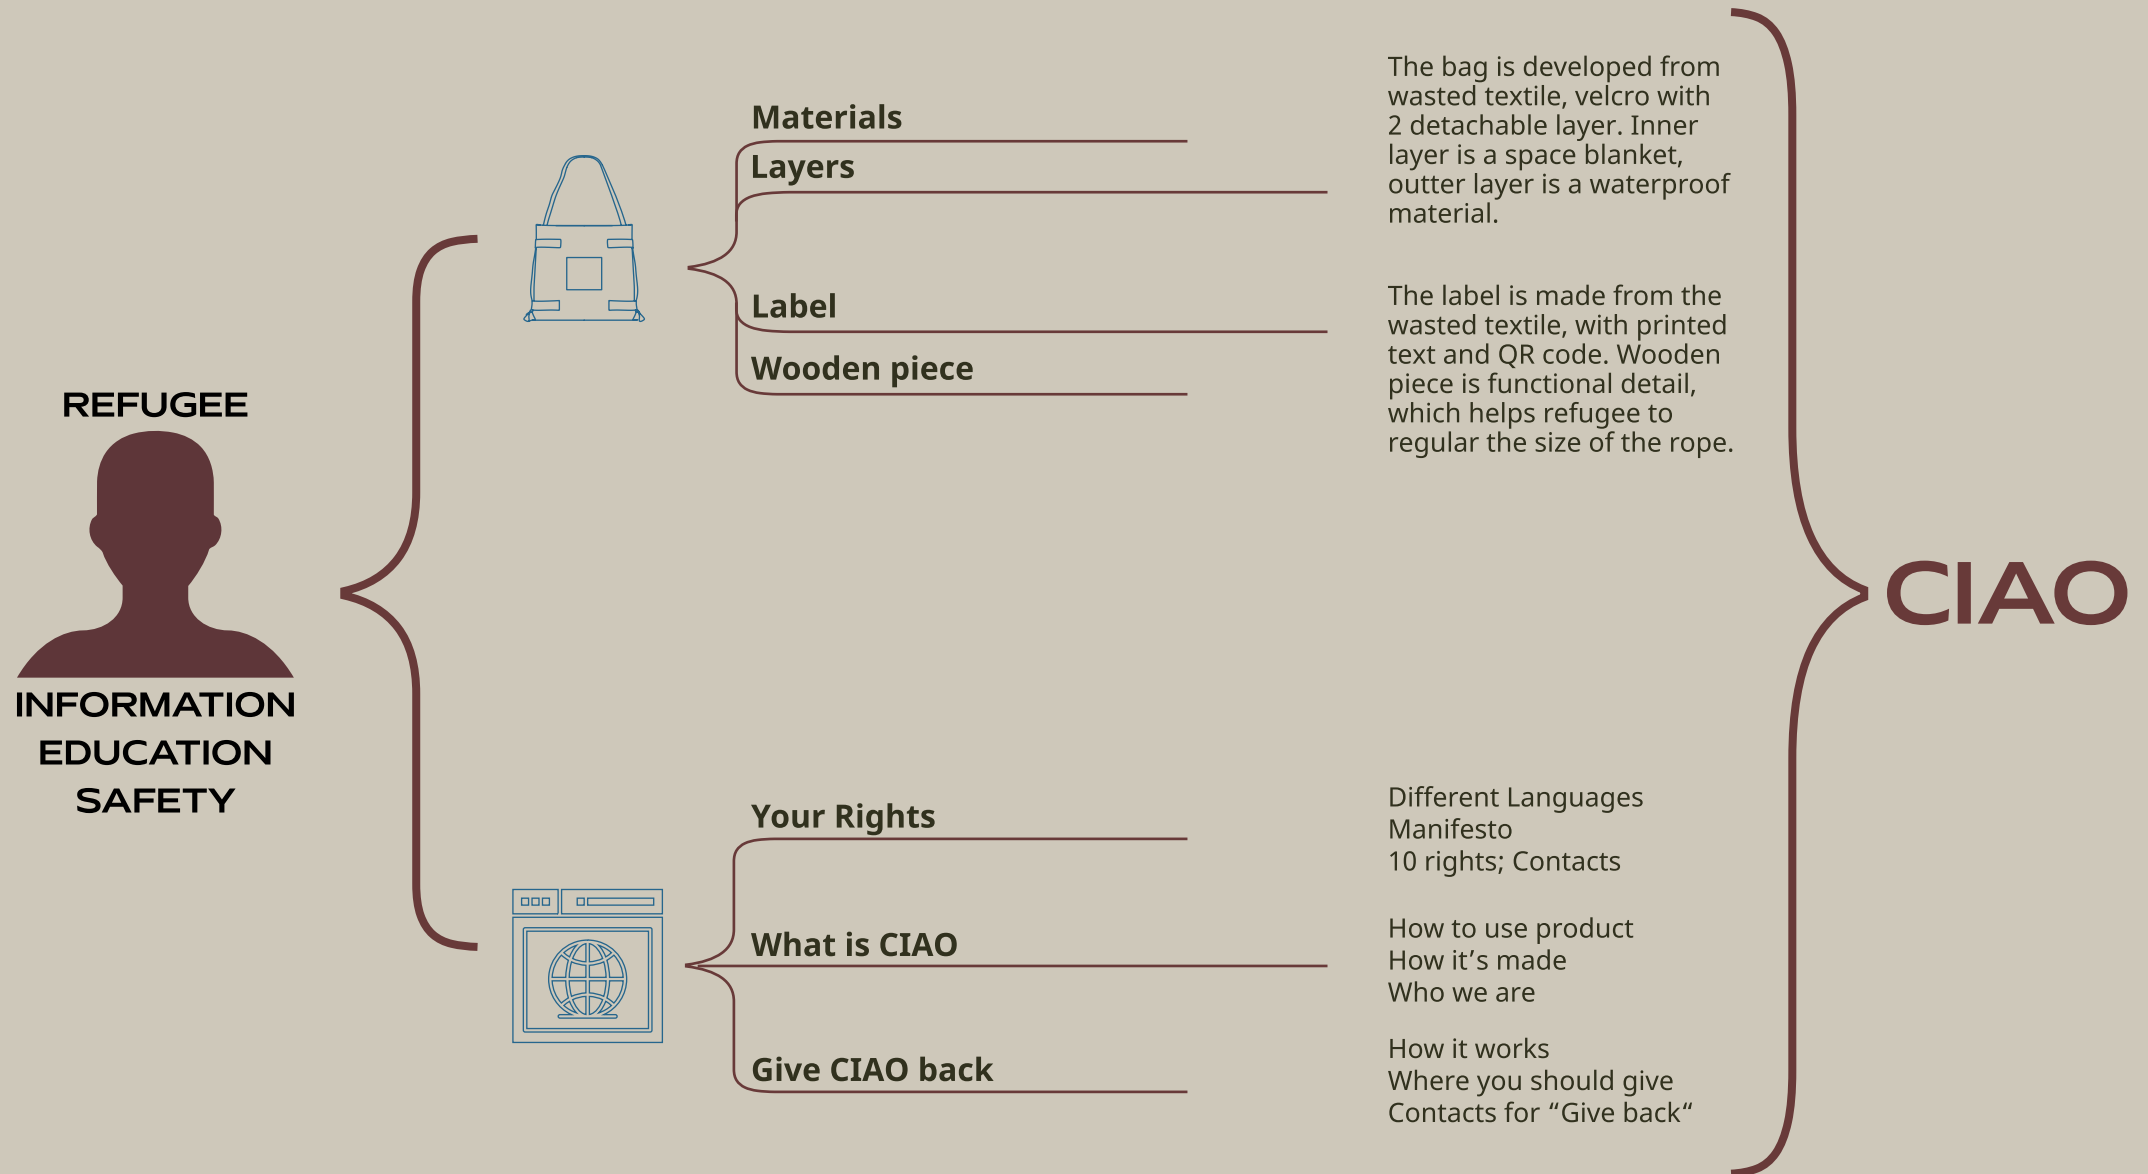 REFUGEE
INFORMATION
EDUCATION
SAFETY
Materials
Layers
Label
Wooden piece
The bag is developed from
wasted textile, velcro with
2 detachable layer. Inner
layer is a space blanket,
outter layer is a waterproof
material.
The label is made from the
wasted textile, with printed
text and QR code. Wooden
piece is functional detail,
which helps refugee to
regular the size of the rope.
Your Rights
Different Languages
Manifesto
10 rights; Contacts
What is CIAO
How to use product
How it’s made
Who we are
Give CIAO back
How it works
Where you should give
Contacts for “Give back“
CIAO